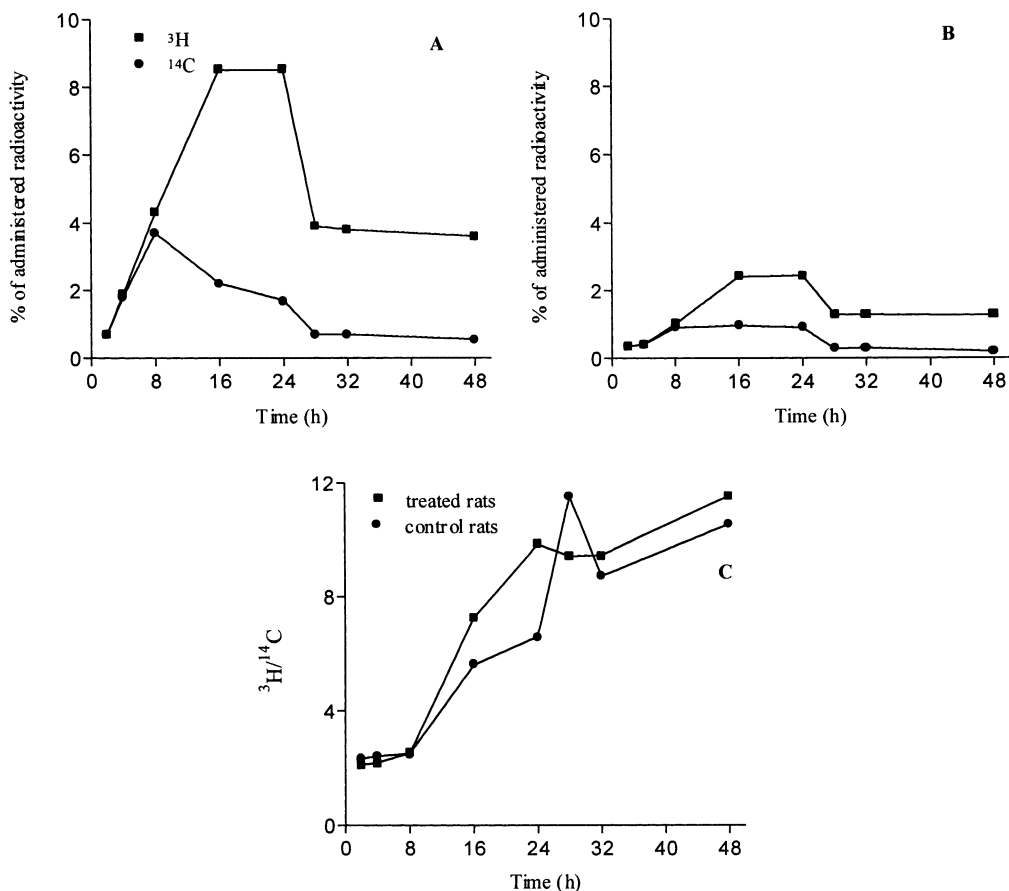 10
8
6
4
2
0
% of administered radioactivity
³H
¹⁴C
A
0 8 16 24 32 40 48
Time (h)
10
8
6
4
2
0
% of administered radioactivity
B
0 8 16 24 32 40 48
Time (h)
12
8
4
0
³H/¹⁴C
treated rats
control rats
C
0 8 16 24 32 40 48
Time (h)